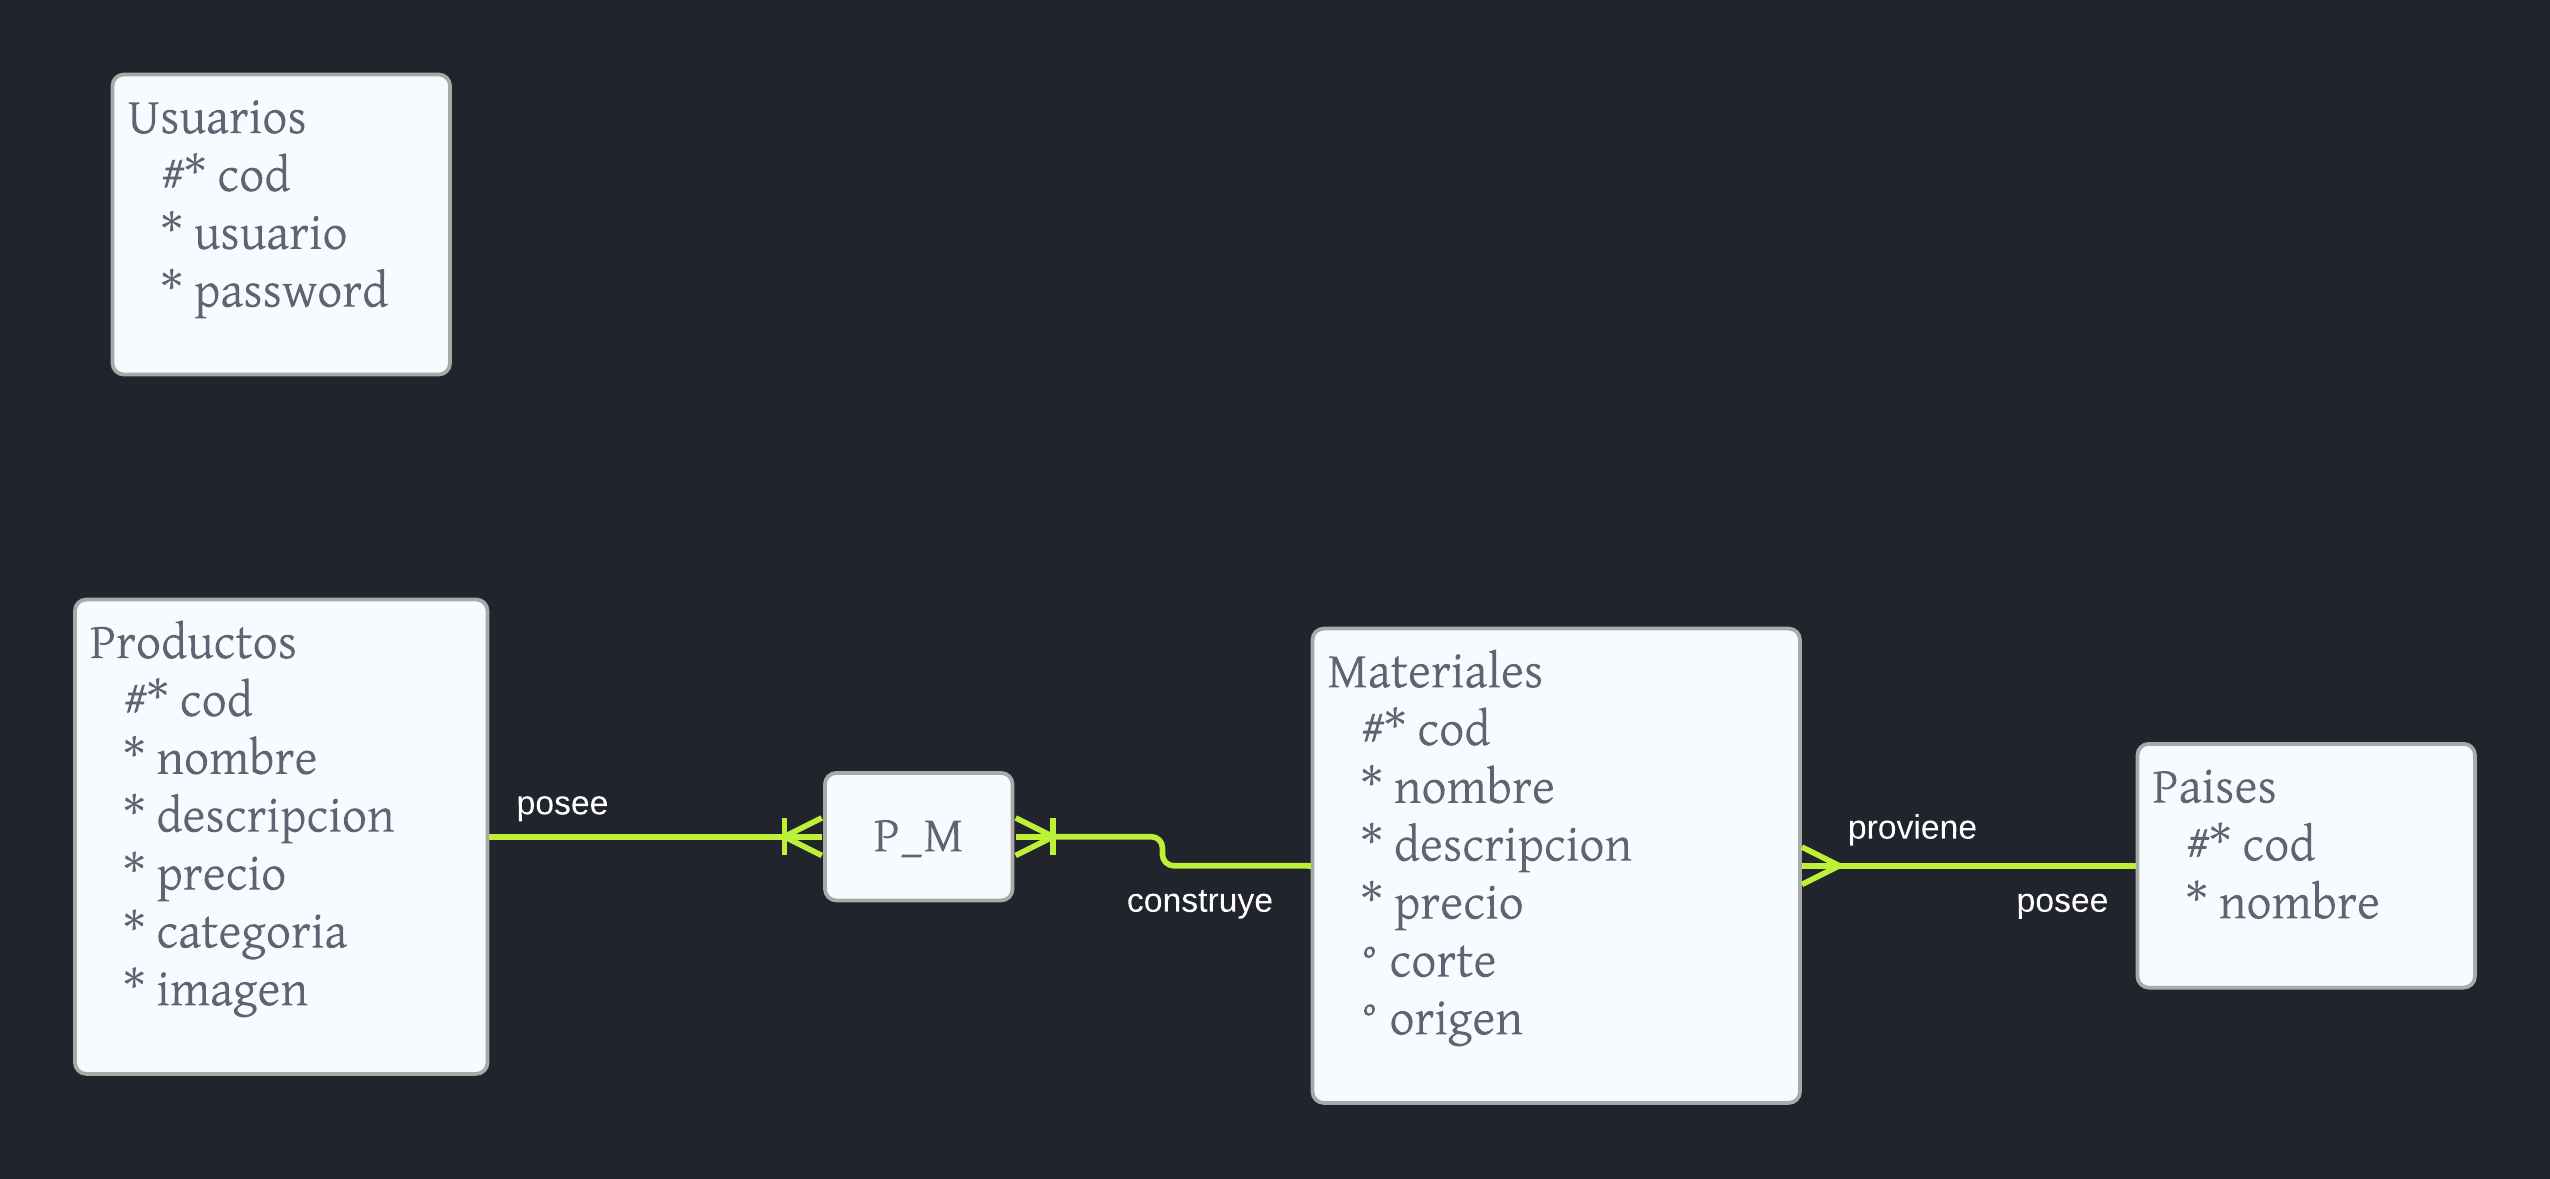 Usuarios
#* cod
* usuario
* password
Productos
#* cod
* nombre
* descripcion
* precio
* categoria
* imagen
posee
P_M
construye
Materiales
#* cod
* nombre
* descripcion
* precio
° corte
° origen
proviene
posee
Paises
#* cod
* nombre